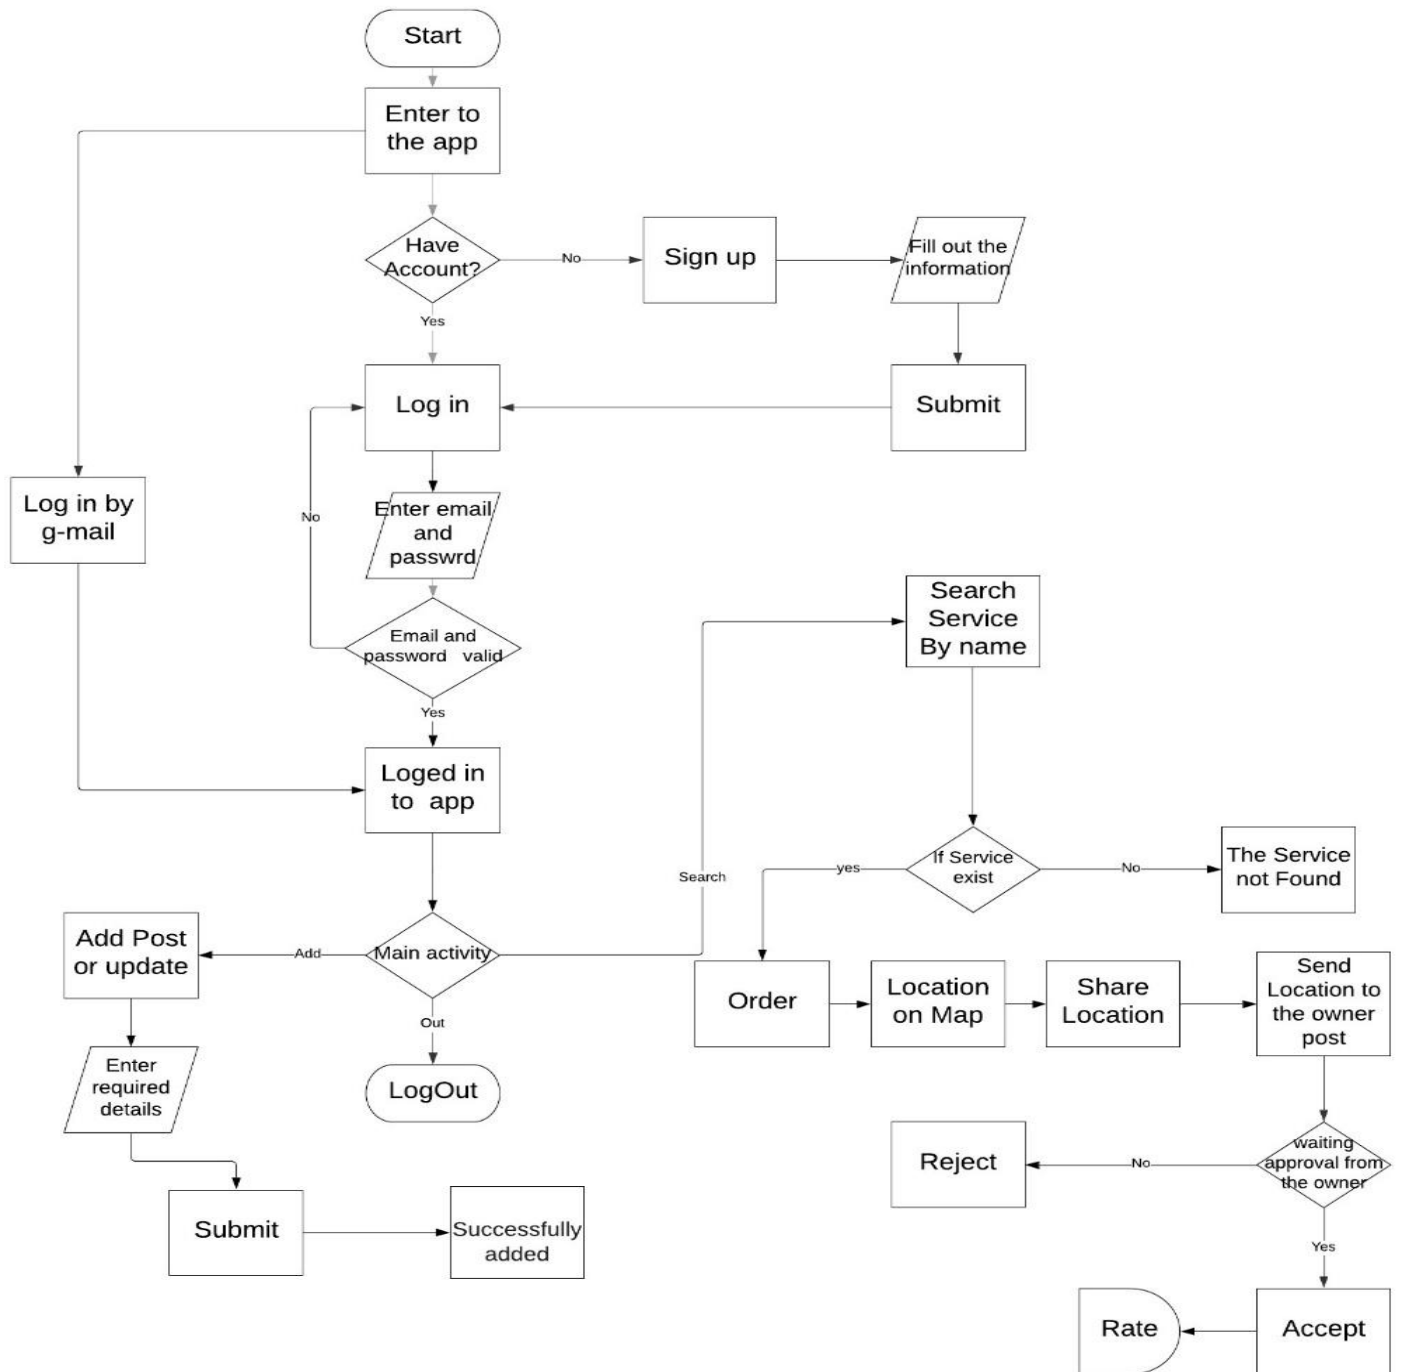 Start
Enter to
the app
Have
Account?
No
Sign up
Fill out the
information
Yes
Log in
Submit
Log in by
g-mail
No
Enter email
and
passwrd
Search
Service
By name
Email and
password valid
Yes
Loged in
to app
If Service
exist
yes
No
The Service
not Found
Search
Add Post
or update
Add
Main activity
Out
LogOut
Order
Location
on Map
Share
Location
Send
Location to
the owner
post
Enter
required
details
Submit
Successfully
added
Reject
No
waiting
approval from
the owner
Yes
Rate
Accept